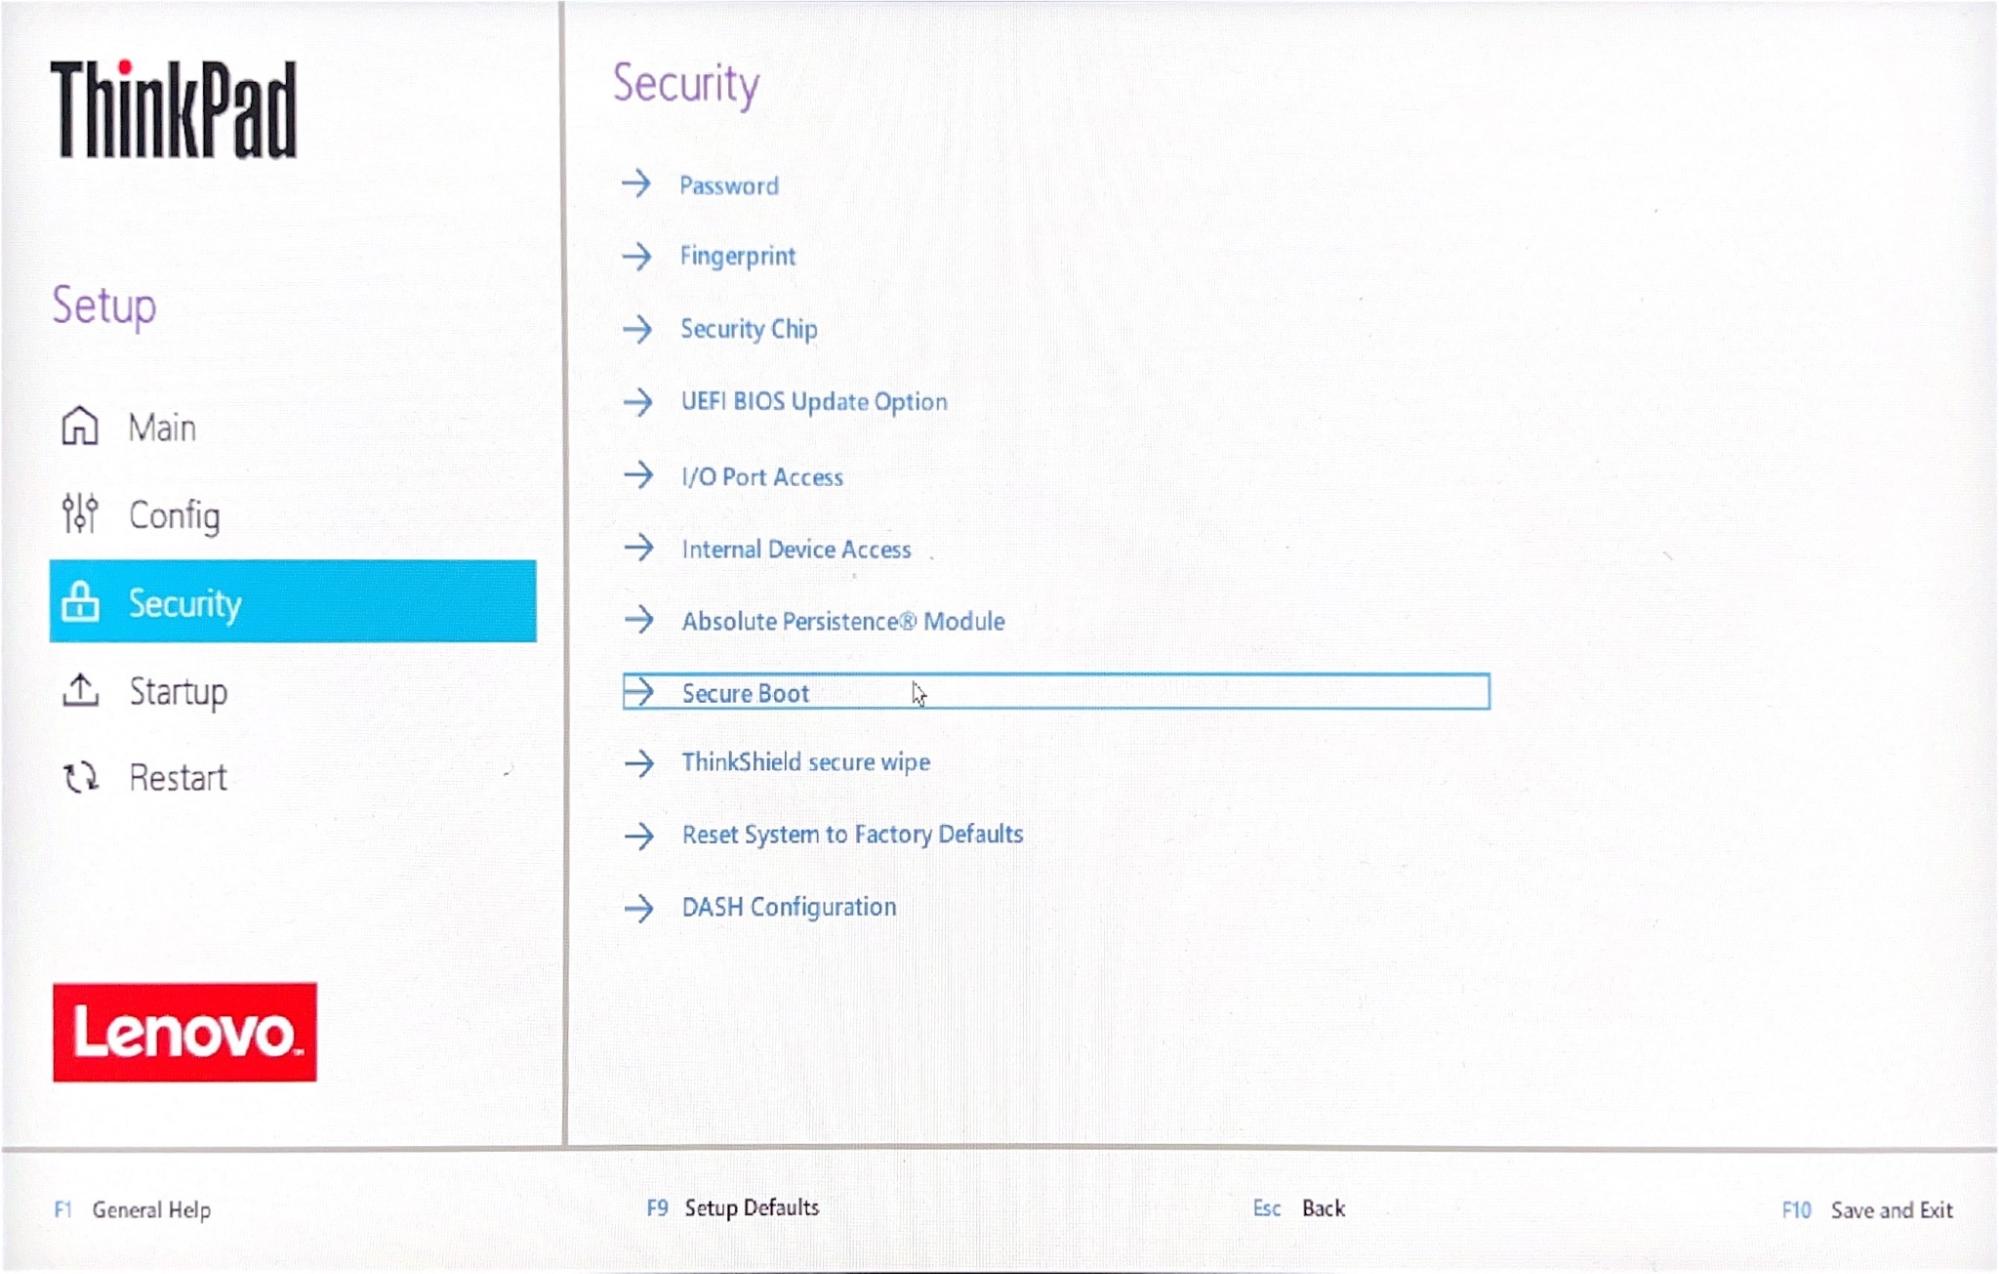 ThinkPad
Setup
Main
Config
Security
Startup
Restart
Lenovo™
Security
Password
Fingerprint
Security Chip
UEFI BIOS Update Option
I/O Port Access
Internal Device Access
Absolute Persistence® Module
Secure Boot
ThinkShield secure wipe
Reset System to Factory Defaults
DASH Configuration
F1 General Help
F9 Setup Defaults
Esc Back
F10 Save and Exit